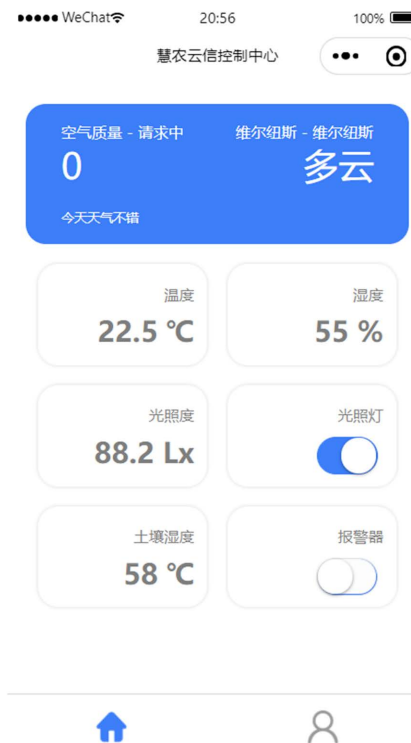 WeChat 20:56 100%
慧农云信控制中心
空气质量 - 请求中 维尔纽斯 - 维尔纽斯
0 多云
今天天气不错
温度 湿度
22.5 ℃ 55 %
光照度 光照灯
88.2 Lx
土壤湿度 报警器
58 ℃